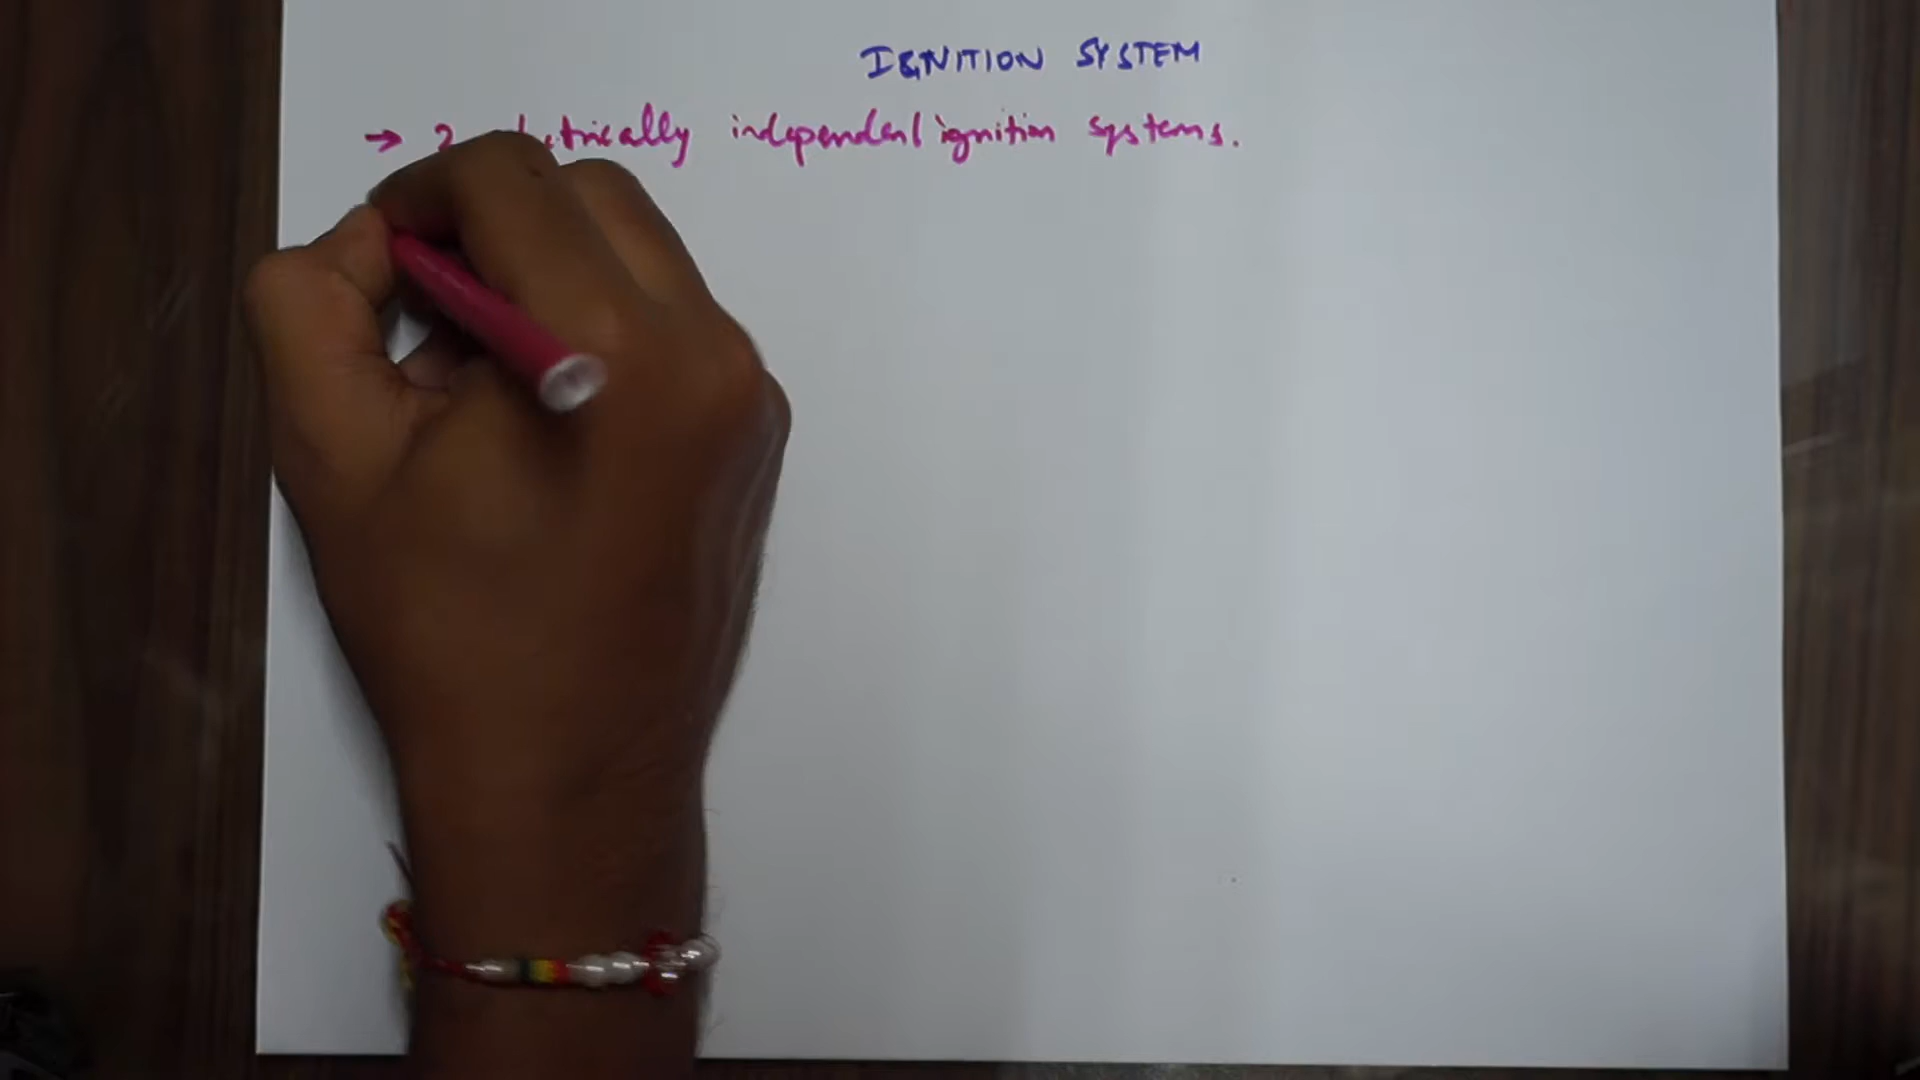 IGNITION SYSTEM
→ 2 independent ignition systems.